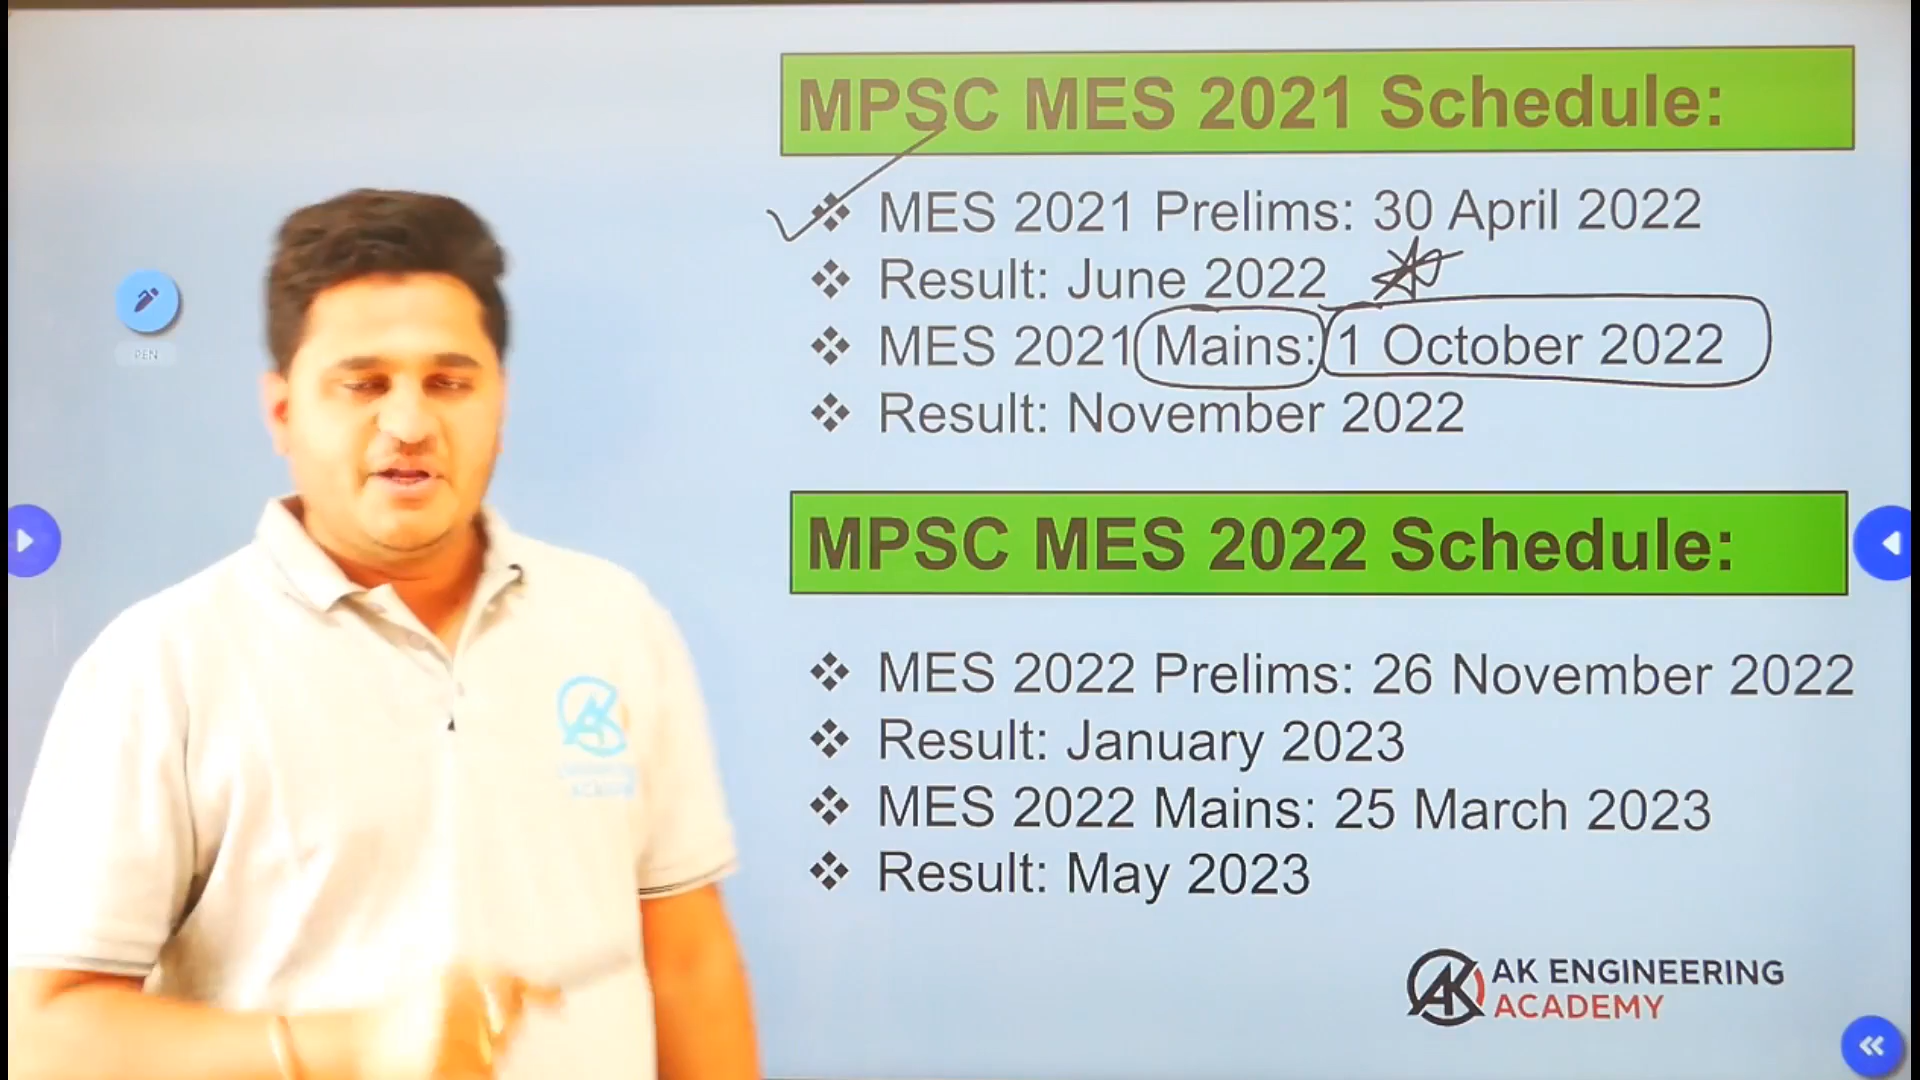 MPSC MES 2021 Schedule:
❖ MES 2021 Prelims: 30 April 2022
❖ Result: June 2022
❖ MES 2021 Mains: 1 October 2022
❖ Result: November 2022
PEN
MPSC MES 2022 Schedule:
❖ MES 2022 Prelims: 26 November 2022
❖ Result: January 2023
❖ MES 2022 Mains: 25 March 2023
❖ Result: May 2023
AK
AK ENGINEERING
ACADEMY
AK